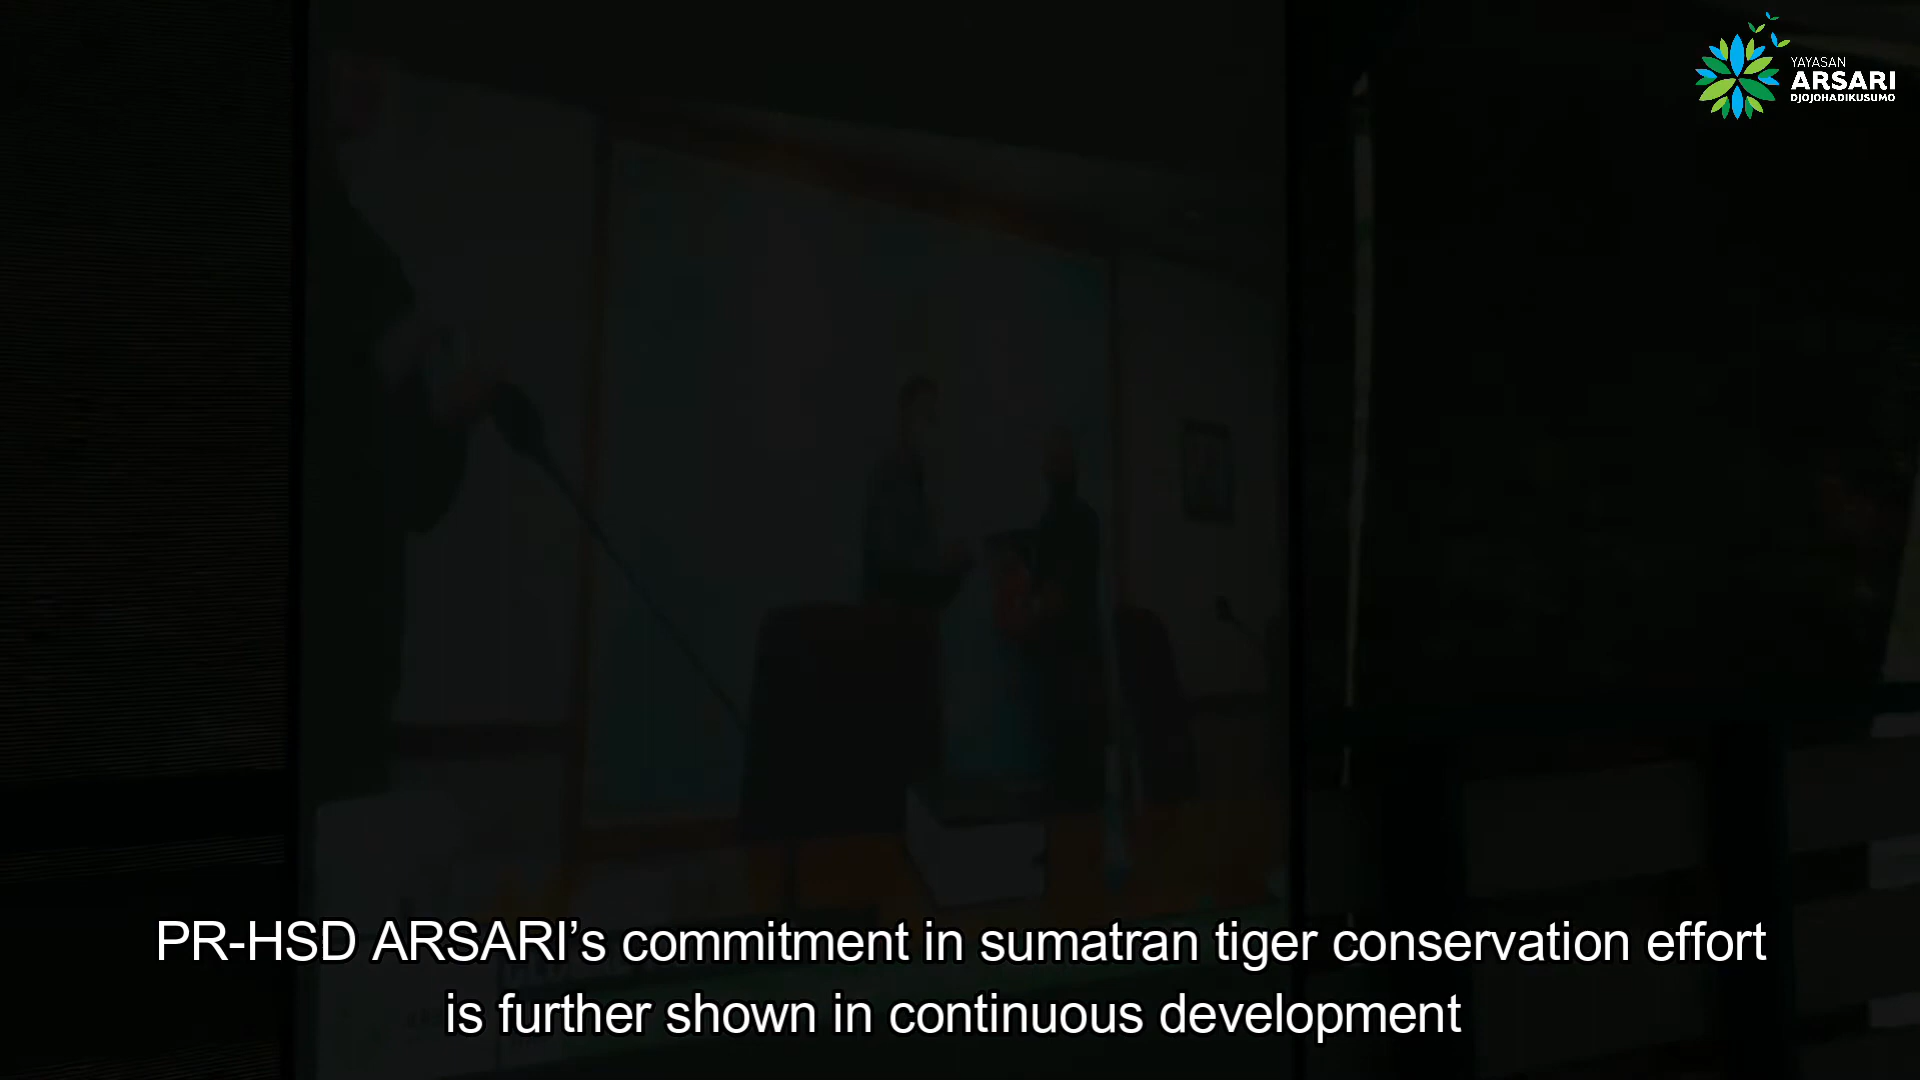 YAYASAN
ARSARI
DJOJOHADIKUSUMO
PR-HSD ARSARI’s commitment in sumatran tiger conservation effort
is further shown in continuous development